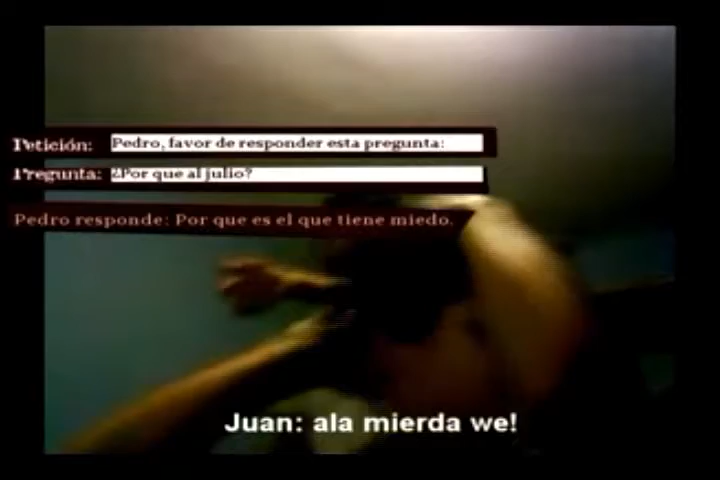 Petición: Pedro, favor de responder esta pregunta:
Pregunta: ¿Por que al julio?
Pedro responde: Por que es el que tiene miedo.
Juan: ala mierda we!